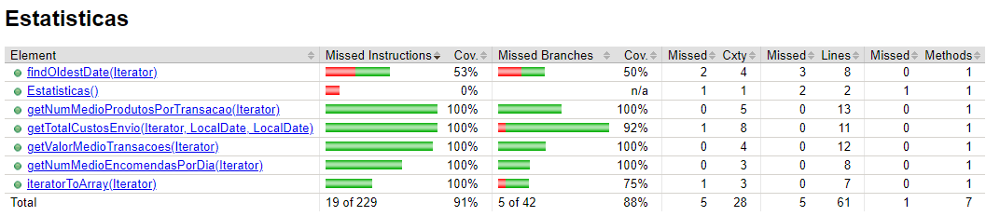 Estatisticas
Element Missed Instructions Cov. Missed Branches Cov. Missed Cxty Missed Lines Missed Methods
findOldestDate(Iterator) 53% 50% 2 4 3 8 0 1
Estatisticas() 0% n/a 1 1 2 2 1 1
getNumMedioProdutosPorTransacao(Iterator) 100% 100% 0 5 0 13 0 1
getTotalCustosEnvio(Iterator, LocalDate, LocalDate) 100% 92% 1 8 0 11 0 1
getValorMedioTransacoes(Iterator) 100% 100% 0 4 0 12 0 1
getNumMedioEncomendasPorDia(Iterator) 100% 100% 0 3 0 8 0 1
iteratorToArray(Iterator) 100% 75% 1 3 0 7 0 1
Total 19 of 229 91% 5 of 42 88% 5 28 5 61 1 7